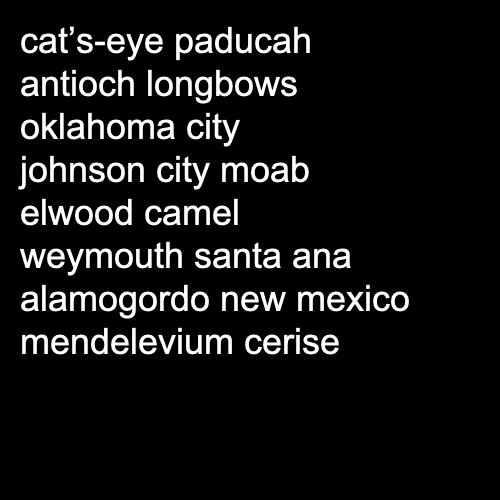 cat’s-eye paducah
antioch longbows
oklahoma city
johnson city moab
elwood camel
weymouth santa ana
alamogordo new mexico
mendelevium cerise